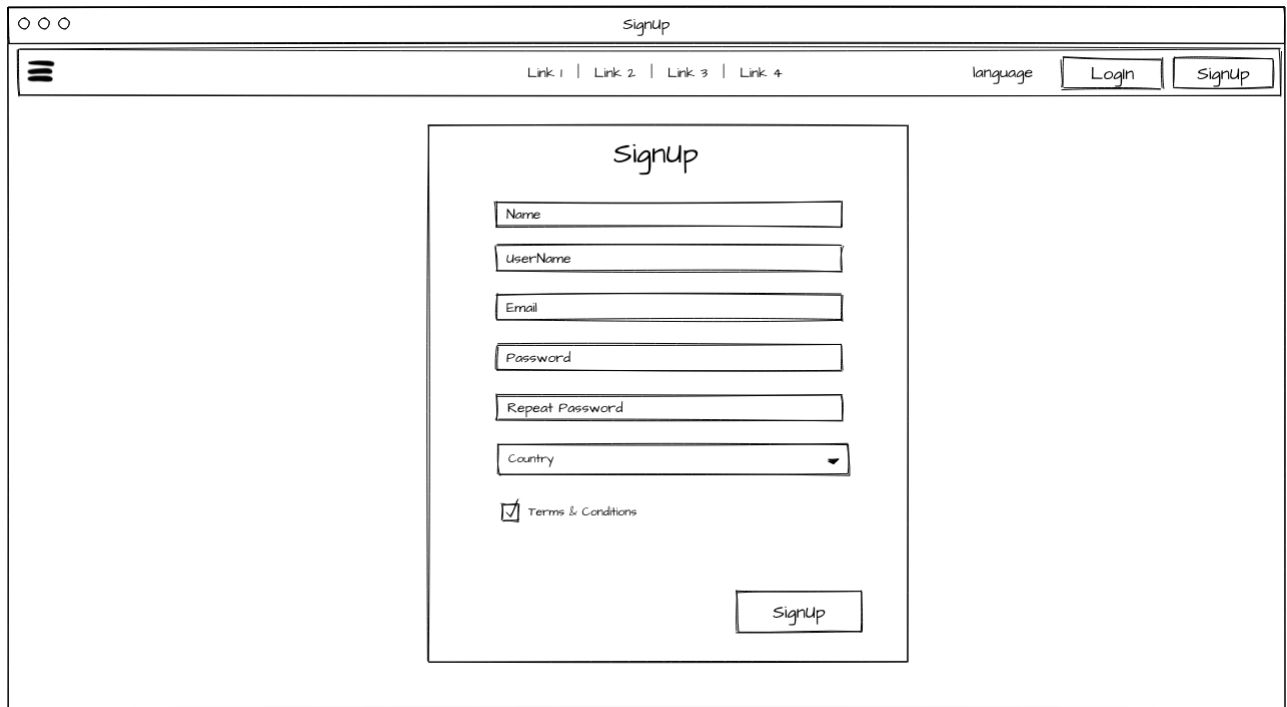 SignUp
Link 1 | Link 2 | Link 3 | Link 4 language LogIn SignUp
SignUp
Name
UserName
Email
Password
Repeat Password
Country
Terms & Conditions
SignUp